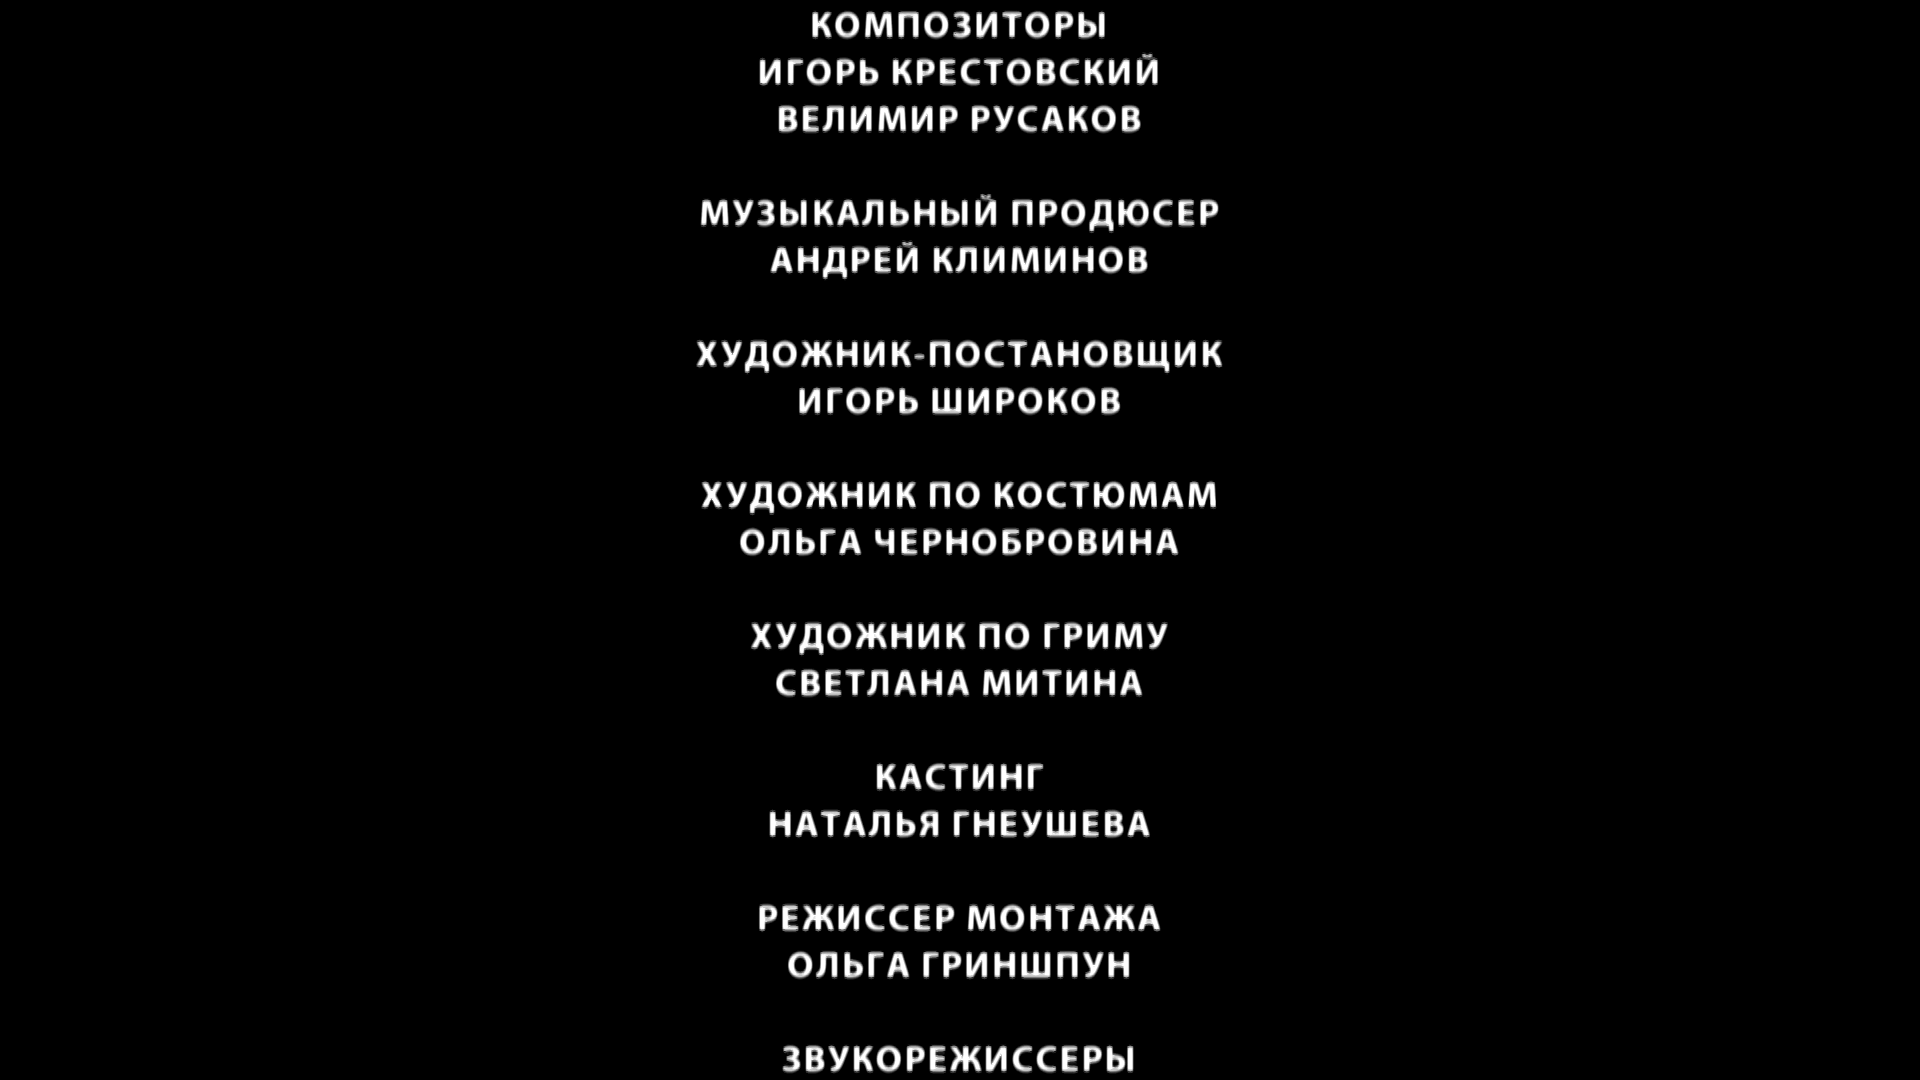 КОМПОЗИТОРЫ
ИГОРЬ КРЕСТОВСКИЙ
ВЕЛИМИР РУСАКОВ
МУЗЫКАЛЬНЫЙ ПРОДЮСЕР
АНДРЕЙ КЛИМИНОВ
ХУДОЖНИК-ПОСТАНОВЩИК
ИГОРЬ ШИРОКОВ
ХУДОЖНИК ПО КОСТЮМАМ
ОЛЬГА ЧЕРНОБРОВИНА
ХУДОЖНИК ПО ГРИМУ
СВЕТЛАНА МИТИНА
КАСТИНГ
НАТАЛЬЯ ГНЕУШЕВА
РЕЖИССЕР МОНТАЖА
ОЛЬГА ГРИНШПУН
ЗВУКОРЕЖИССЕРЫ